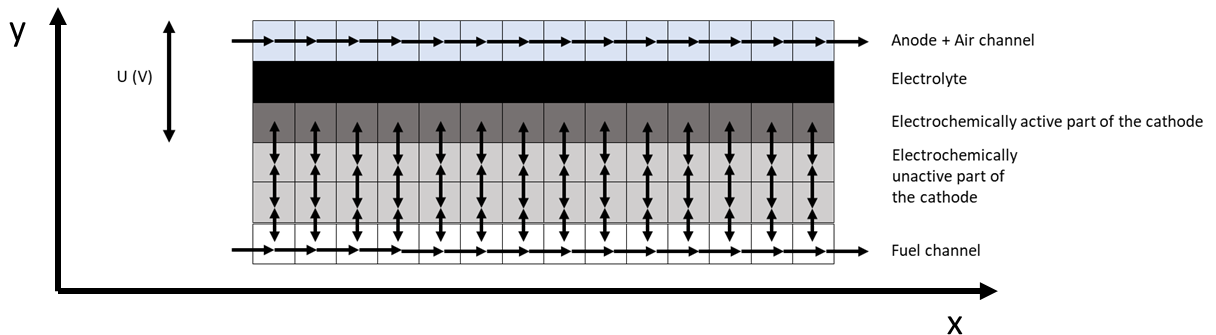 y
U (V)
Anode + Air channel
Electrolyte
Electrochemically active part of the cathode
Electrochemically
unactive part of
the cathode
Fuel channel
x